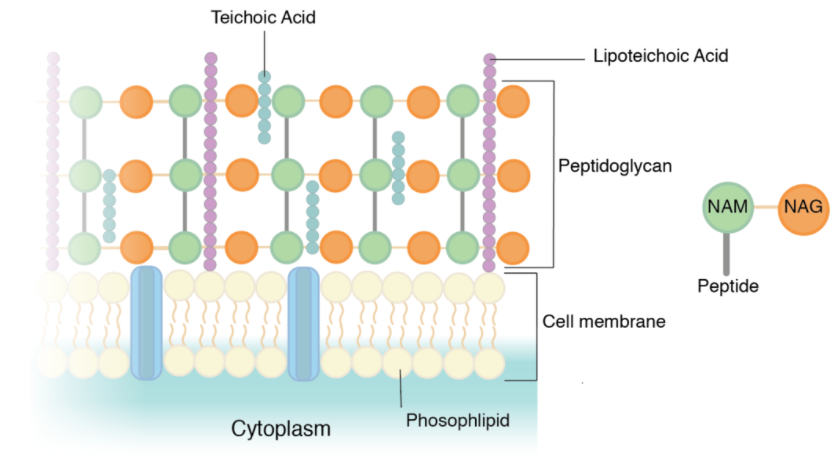 Teichoic Acid
Lipoteichoic Acid
Peptidoglycan
NAM
NAG
Peptide
Cell membrane
Phosophlipid
Cytoplasm